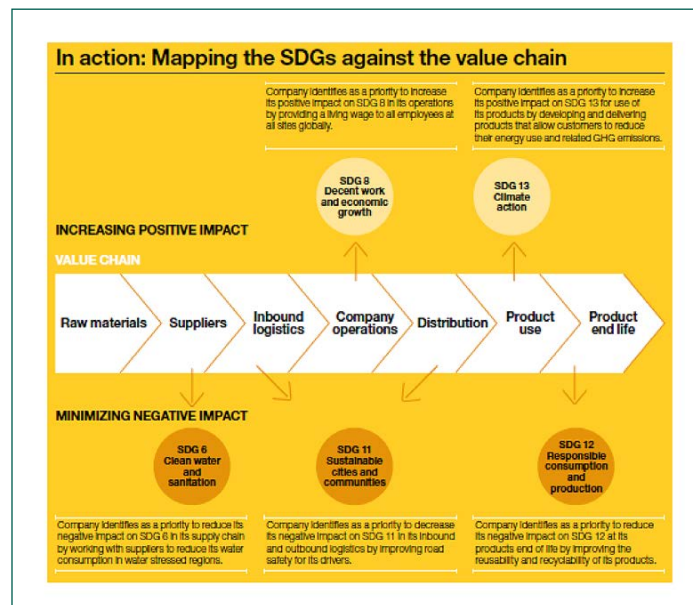 In action: Mapping the SDGs against the value chain
Company identifies as a priority to increase
its positive impact on SDG 8 in its operations
by providing a living wage to all employees at
all sites globally.
Company identifies as a priority to increase
its positive impact on SDG 13 for use of
its products by developing and delivering
products that allow customers to reduce
their energy use and related GHG emissions.
SDG 8
Decent work
and economic
growth
SDG 13
Climate
action
INCREASING POSITIVE IMPACT
VALUE CHAIN
Raw materials
Suppliers
Inbound
logistics
Company
operations
Distribution
Product
use
Product
end life
MINIMIZING NEGATIVE IMPACT
SDG 6
Clean water
and
sanitation
SDG 11
Sustainable
cities and
communities
SDG 12
Responsible
consumption
and
production
Company identifies as a priority to reduce its
negative impact on SDG 6 in its supply chain
by working with suppliers to reduce its water
consumption in water stressed regions.
Company identifies as a priority to decrease
its negative impact on SDG 11 in its inbound
and outbound logistics by improving road
safety for its drivers.
Company identifies as a priority to reduce
its negative impact on SDG 12 at its
products end of life by improving the
reusability and recyclability of its products.